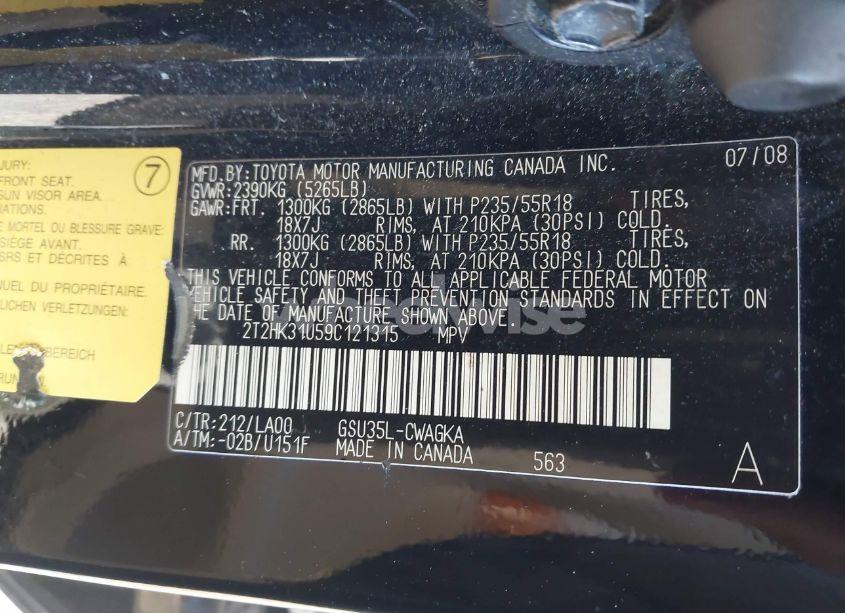 JURY:
FRONT SEAT.
SUN VISOR AREA.
E MORTEL OU BLESSURE GRAVE:
SIÈGE AVANT.
SRS ET DÉCRITES À
NUEL DU PROPRIÉTAIRE.
LICHEN VERLETZUNGEN:
BEREICH
7
MFD. BY: TOYOTA MOTOR MANUFACTURING CANADA INC. 07/08
GVWR: 2390KG (5265LB)
GAWR: FRT. 1300KG (2865LB) WITH P235/55R18 TIRES,
18X7J RIMS, AT 210KPA (30PSI) COLD.
RR. 1300KG (2865LB) WITH P235/55R18 TIRES,
18X7J RIMS, AT 210KPA (30PSI) COLD.
THIS VEHICLE CONFORMS TO ALL APPLICABLE FEDERAL MOTOR
VEHICLE SAFETY AND THEFT PREVENTION STANDARDS IN EFFECT ON
THE DATE OF MANUFACTURE SHOWN ABOVE.
2T2HK31U59C121315 MPV
C/TR: 212/LA00 GSU35L-CWAGKA
A/TM: -02B/U151F MADE IN CANADA 563 A